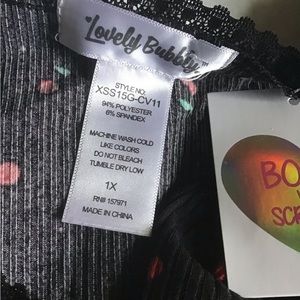 Lovely Bubbly
STYLE NO:
XSS15G-CV11
94% POLYESTER
6% SPANDEX
MACHINE WASH COLD
LIKE COLORS
DO NOT BLEACH
TUMBLE DRY LOW
1X
RN# 157971
MADE IN CHINA
BO
scr